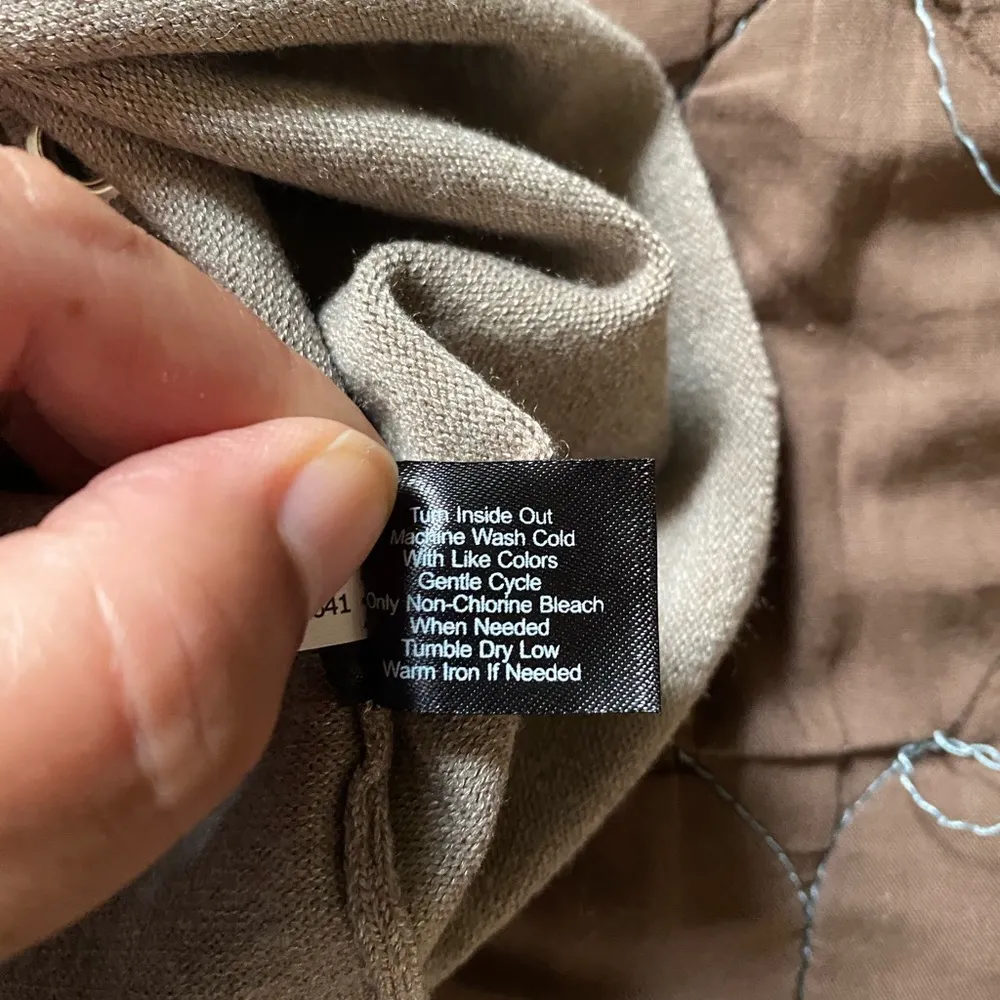 Turn Inside Out
Machine Wash Cold
With Like Colors
Gentle Cycle
Only Non-Chlorine Bleach
When Needed
Tumble Dry Low
Warm Iron If Needed